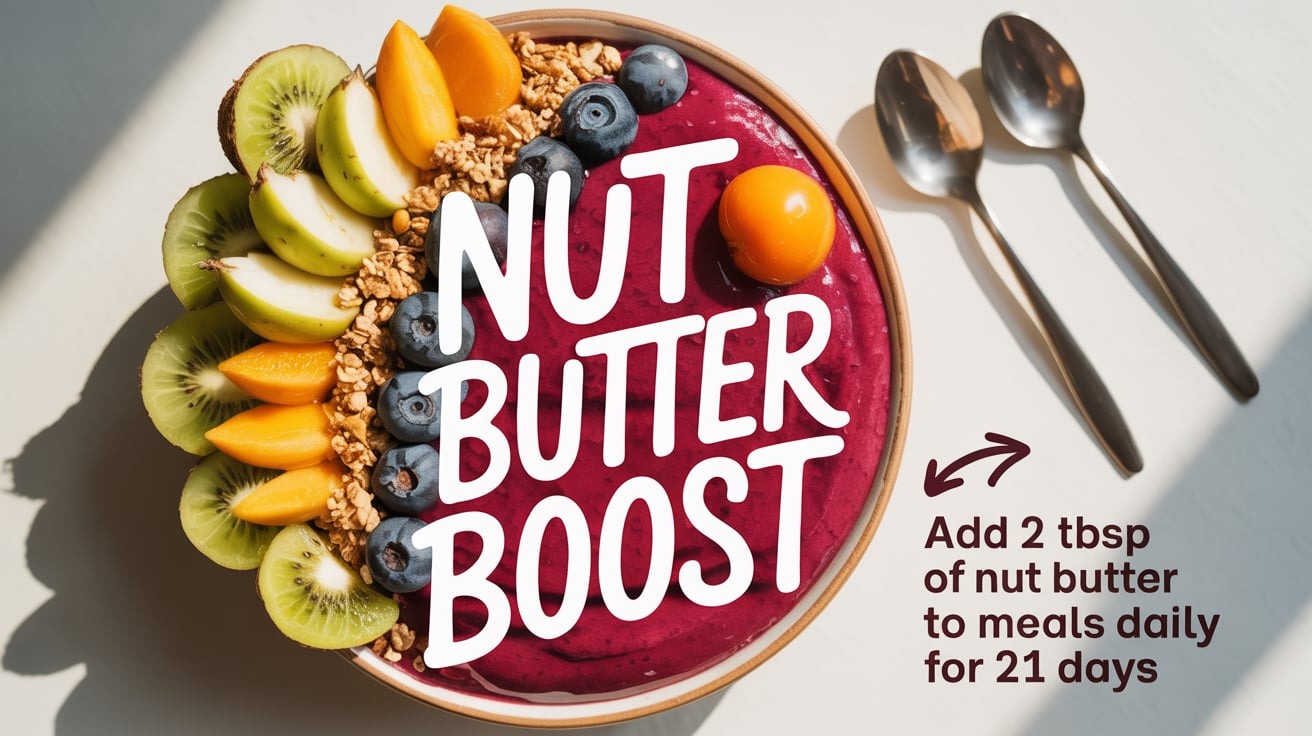 NUT
BUTTER
BOOST
Add 2 tbsp
of nut butter
to meals daily
for 21 days